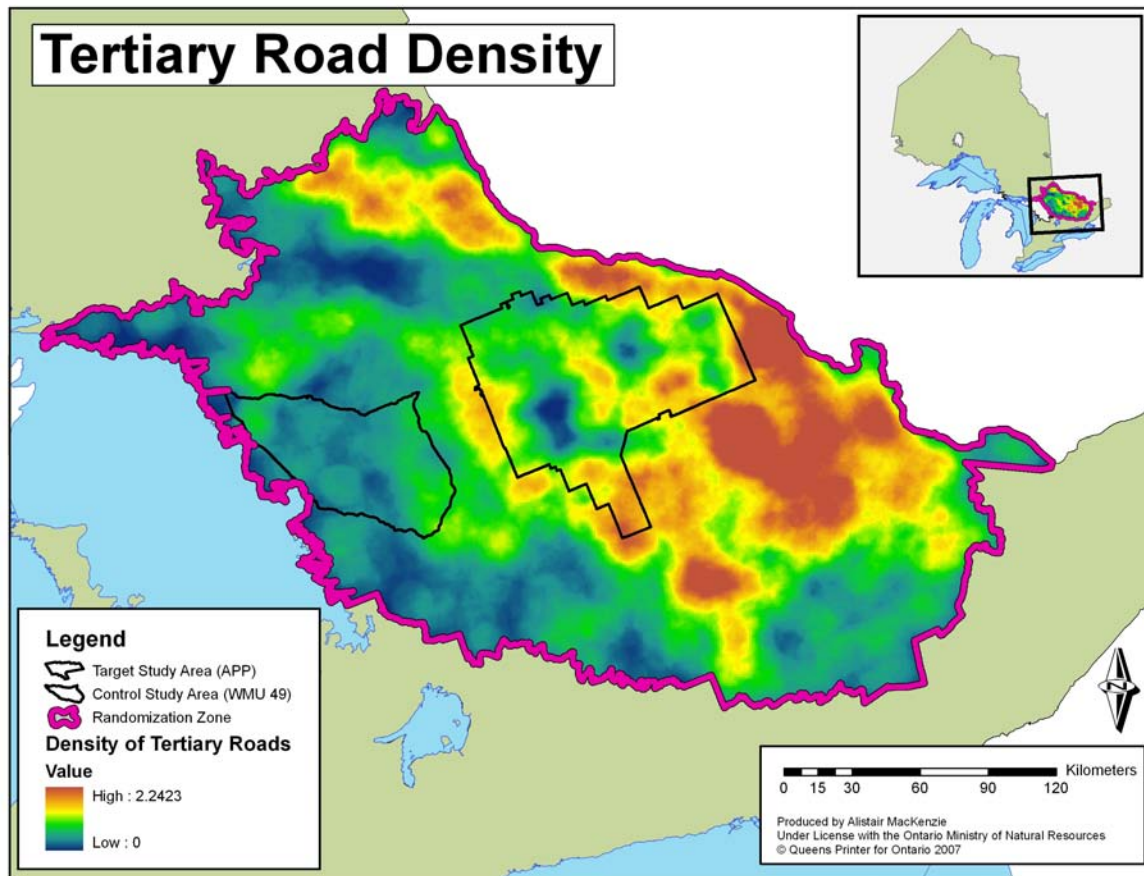 Tertiary Road Density
Legend
Target Study Area (APP)
Control Study Area (WMU 49)
Randomization Zone
Density of Tertiary Roads
Value
High : 2.2423
Low : 0
N
Kilometers
0 15 30 60 90 120
Produced by Alistair MacKenzie
Under License with the Ontario Ministry of Natural Resources
© Queens Printer for Ontario 2007